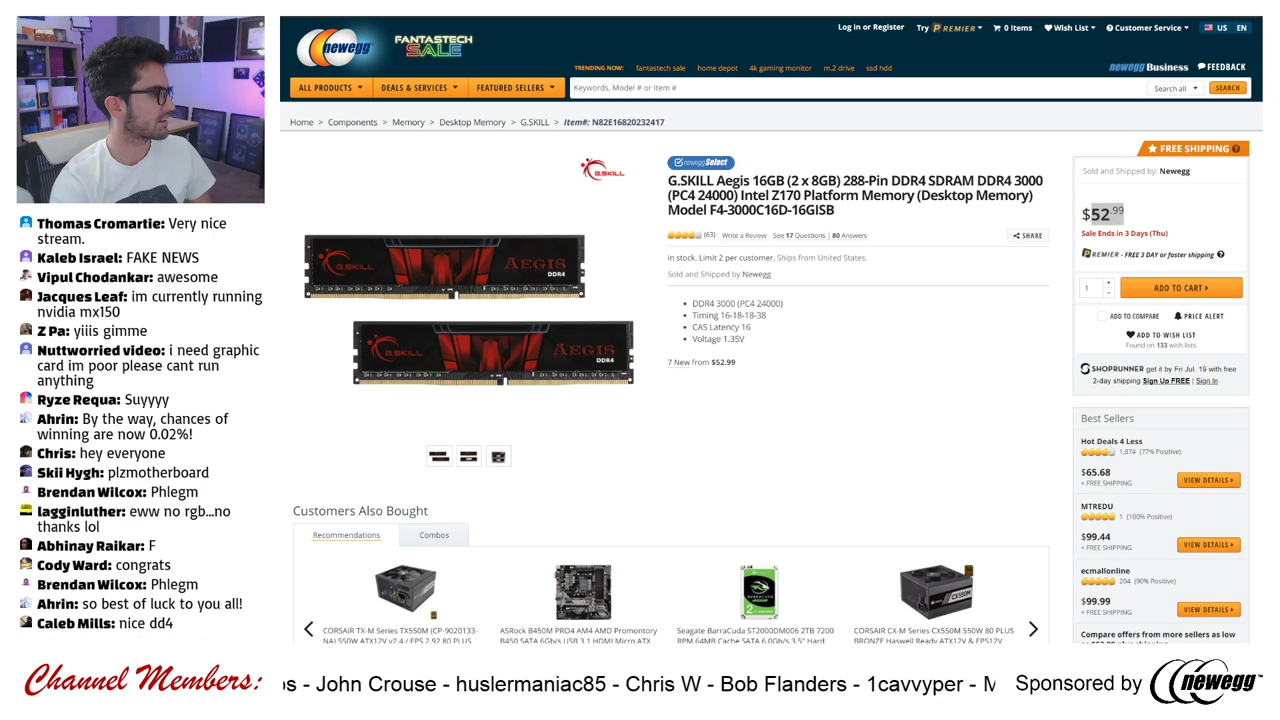 newegg
FANTASTECH
SALE
Log in or Register
Try PREMIER
0 Items
Wish List
Customer Service
US
EN
TRENDING NOW:
fantastech sale
home depot
4k gaming monitor
m.2 drive
ssd hdd
newegg Business
FEEDBACK
ALL PRODUCTS
DEALS & SERVICES
FEATURED SELLERS
Keywords, Model # or Item #
Search all
SEARCH
Home > Components > Memory > Desktop Memory > G.SKILL > Item#: N82E16820232417
Thomas Cromartie: Very nice
stream.
Kaleb Israel: FAKE NEWS
Vipul Chodankar: awesome
Jacques Leaf: im currently running
nvidia mx150
Z Pa: yiiis gimme
Nuttworried video: i need graphic
card im poor please cant run
anything
Ryze Requa: Suyyyy
Ahrin: By the way, chances of
winning are now 0.02%!
Chris: hey everyone
Skii Hygh: plzmotherboard
Brendan Wilcox: Phlegm
lagginluther: eww no rgb...no
thanks lol
Abhinay Raikar: F
Cody Ward: congrats
Brendan Wilcox: Phlegm
Ahrin: so best of luck to you all!
Caleb Mills: nice dd4
G.SKILL
G.SKILL AEGIS DDR4
G.SKILL AEGIS DDR4
neweggSelect
G.SKILL Aegis 16GB (2 x 8GB) 288-Pin DDR4 SDRAM DDR4 3000
(PC4 24000) Intel Z170 Platform Memory (Desktop Memory)
Model F4-3000C16D-16GISB
(63) Write a Review See 17 Questions | 80 Answers
SHARE
in stock. Limit 2 per customer. Ships from United States.
Sold and Shipped by Newegg
DDR4 3000 (PC4 24000)
Timing 16-18-18-38
CAS Latency 16
Voltage 1.35V
7 New from $52.99
FREE SHIPPING
Sold and Shipped by: Newegg
$52.99
Sale Ends in 3 Days (Thu)
PREMIER - FREE 3 DAY or faster shipping
1
ADD TO CART
ADD TO COMPARE
PRICE ALERT
ADD TO WISH LIST
Found on 133 wish lists
SHOPRUNNER get it by Fri Jul. 19 with free
2-day shipping Sign Up FREE | Sign In
Best Sellers
Hot Deals 4 Less
1,874 (77% Positive)
$65.68
+ FREE SHIPPING
VIEW DETAILS
MTREDU
1 (100% Positive)
$99.44
+ FREE SHIPPING
VIEW DETAILS
ecmallonline
204 (90% Positive)
$99.99
+ FREE SHIPPING
VIEW DETAILS
Compare offers from more sellers as low
Customers Also Bought
Recommendations
Combos
CORSAIR TX-M Series TX550M (CP-9020133-
NA) 550W ATX12V v2.4 / EPS 2.92 80 PLUS
ASRock B450M PRO4 AM4 AMD Promontory
B450 SATA 6Gb/s USB 3.1 HDMI Micro ATX
Seagate BarraCuda ST2000DM006 2TB 7200
RPM 64MB Cache SATA 6.0Gb/s 3.5" Hard
CORSAIR CX-M Series CX550M 550W 80 PLUS
BRONZE Haswell Ready ATX12V & EPS12V
Channel Members:
os - John Crouse - huslermaniac85 - Chris W - Bob Flanders - 1cavvyper - M
Sponsored by newegg